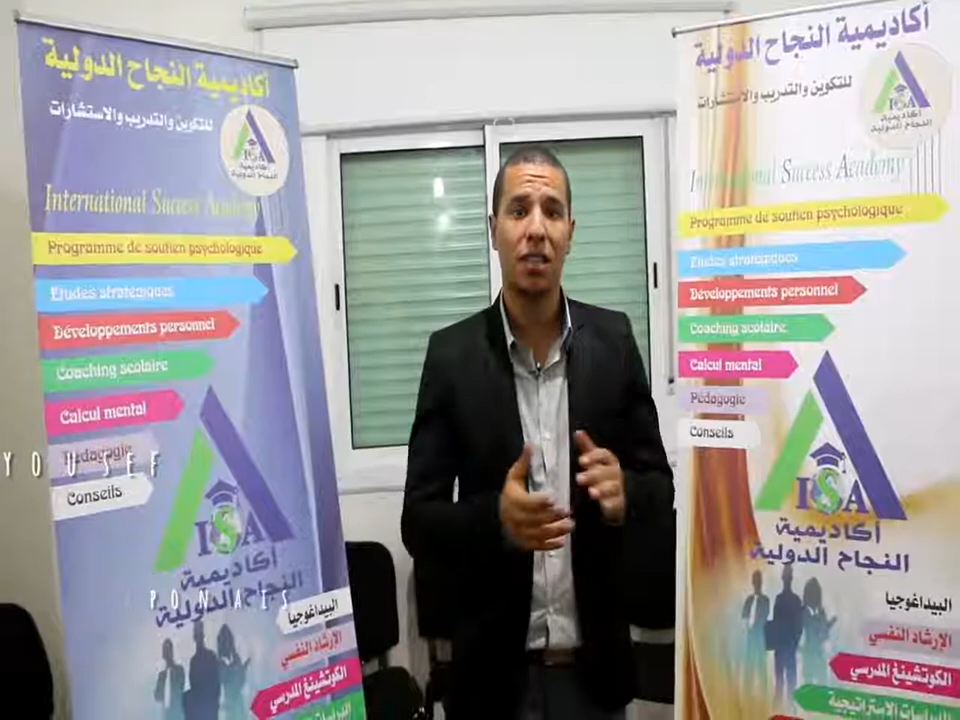 أكاديمية النجاح الدولية
للتكوين والتدريب والاستشارات
ISA
أكاديمية
النجاح الدولية
International Success Academy
Programme de soutien psychologique
Etudes stratégiques
Développements personnel
Coaching scolaire
Calcul mental
Pédagogie
Conseils
YOUSEF
ISA
أكاديمية
النجاح الدولية
PONAIS
البيداغوجيا
الإرشاد النفسي
الكوتشينغ المدرسي
أكاديمية النجاح الدولية
للتكوين والتدريب والاستشارات
ISA
أكاديمية
النجاح الدولية
International Success Academy
Programme de soutien psychologique
Etudes stratégiques
Développements personnel
Coaching scolaire
Calcul mental
Pédagogie
Conseils
ISA
أكاديمية
النجاح الدولية
البيداغوجيا
الإرشاد النفسي
الكوتشينغ المدرسي
الدراسات الاستراتيجية